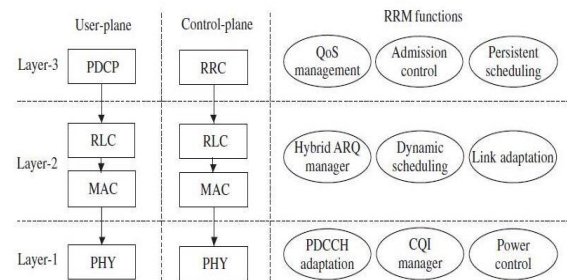 User-plane
Control-plane
RRM functions
Layer-3
PDCP
RRC
QoS
management
Admission
control
Persistent
scheduling
Layer-2
RLC
RLC
MAC
MAC
Hybrid ARQ
manager
Dynamic
scheduling
Link adaptation
Layer-1
PHY
PHY
PDCCH
adaptation
CQI
manager
Power
control